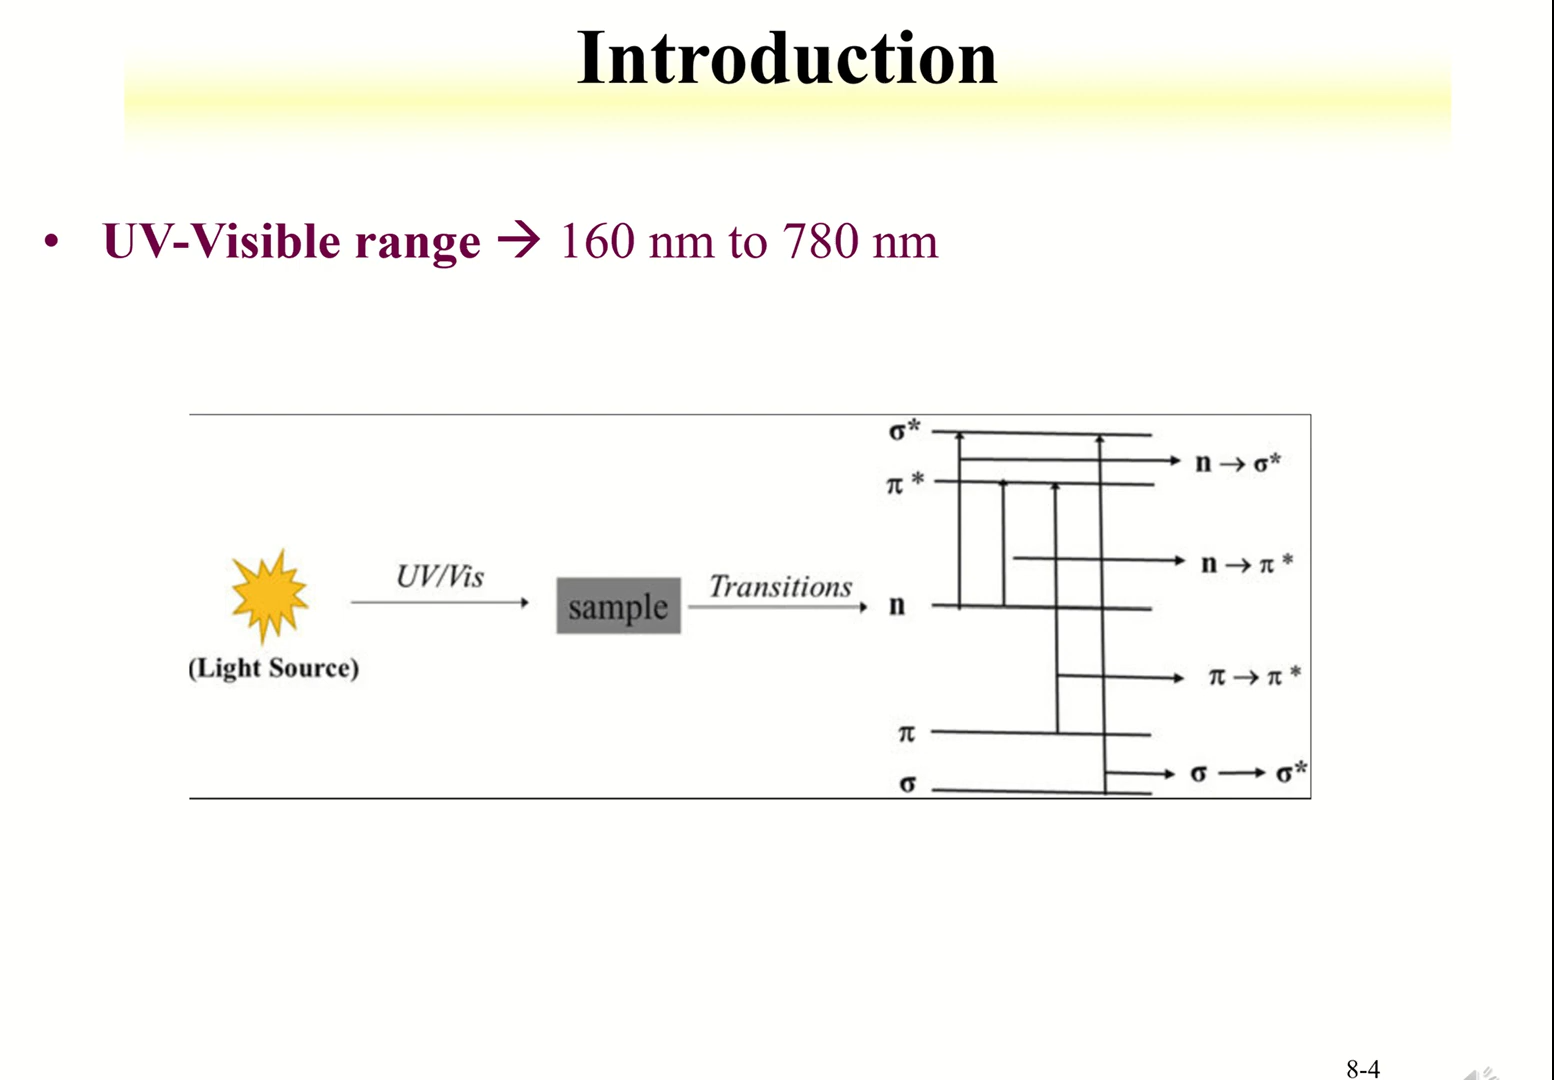 Introduction
• UV-Visible range → 160 nm to 780 nm
σ*
n → σ*
π *
n → π *
UV/Vis
Transitions
sample
n
(Light Source)
π → π *
π
σ → σ*
σ
8-4